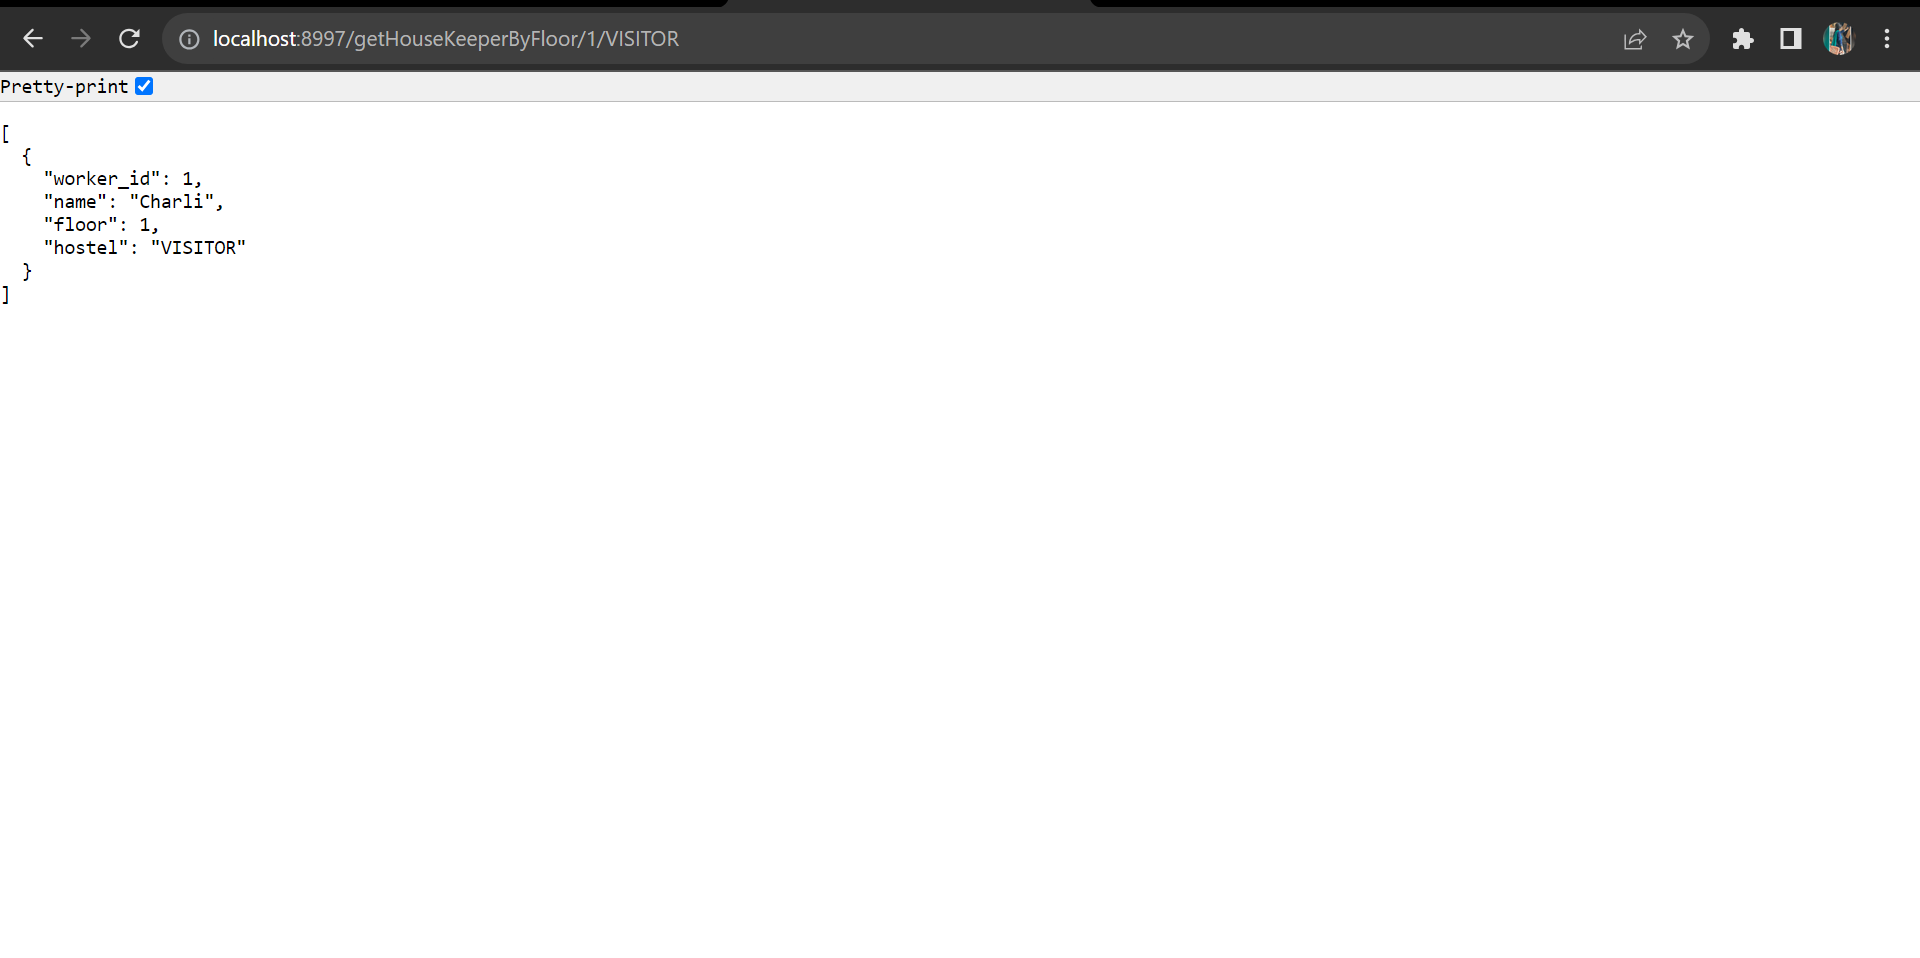 localhost:8997/getHouseKeeperByFloor/1/VISITOR
Pretty-print
[
  {
    "worker_id": 1,
    "name": "Charli",
    "floor": 1,
    "hostel": "VISITOR"
  }
]